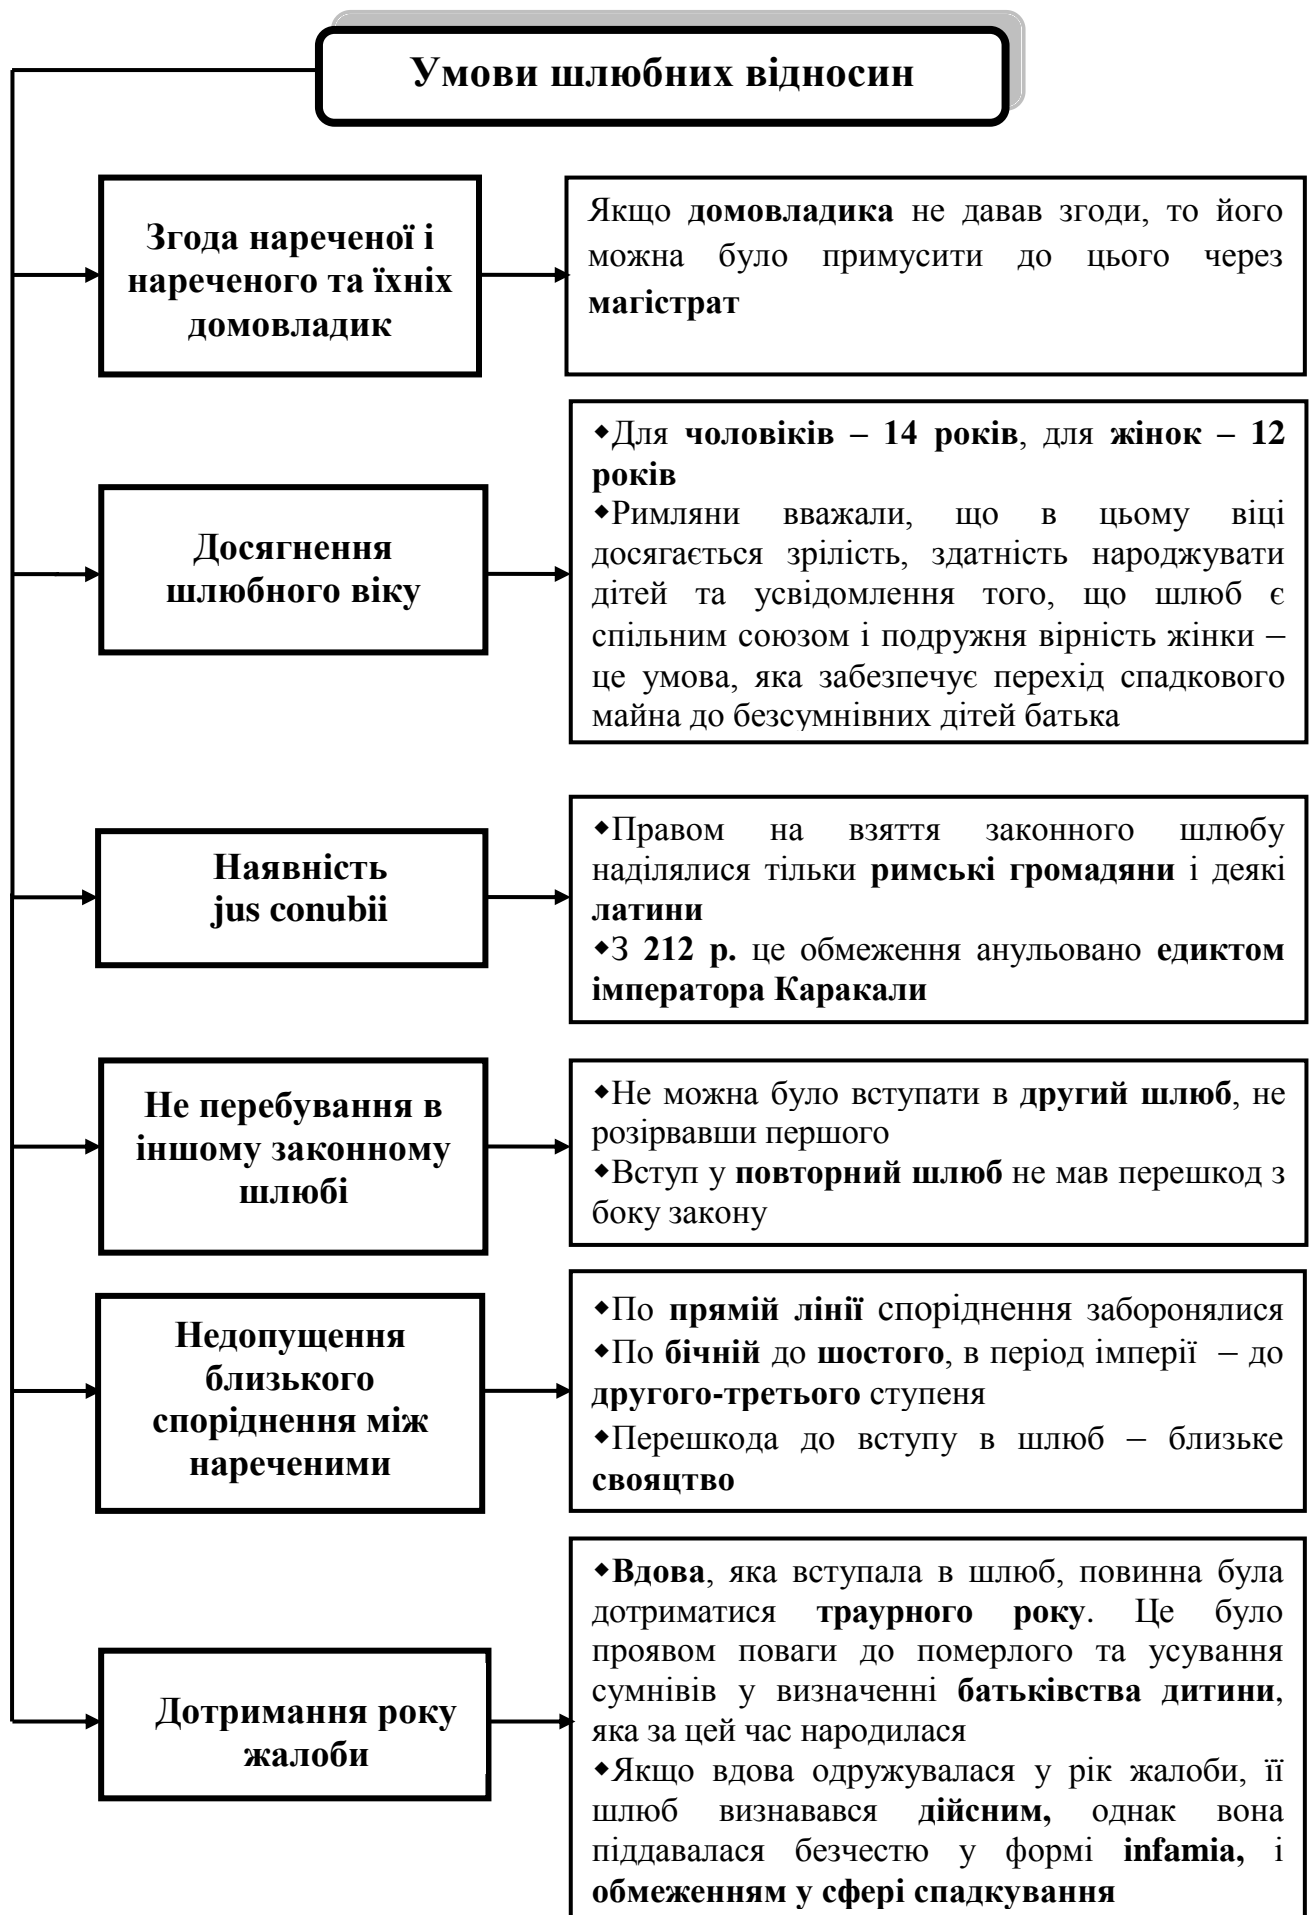 Умови шлюбних відносин
Згода нареченої і
нареченого та їхніх
домовладик
Якщо домовладика не давав згоди, то його
можна було примусити до цього через
магістрат
Досягнення
шлюбного віку
◆Для чоловіків – 14 років, для жінок – 12
років
◆Римляни вважали, що в цьому віці
досягається зрілість, здатність народжувати
дітей та усвідомлення того, що шлюб є
спільним союзом і подружня вірність жінки –
це умова, яка забезпечує перехід спадкового
майна до безсумнівних дітей батька
Наявність
jus conubii
◆Правом на взяття законного шлюбу
наділялися тільки римські громадяни і деякі
латини
◆З 212 р. це обмеження анульовано едиктом
імператора Каракали
Не перебування в
іншому законному
шлюбі
◆Не можна було вступати в другий шлюб, не
розірвавши першого
◆Вступ у повторний шлюб не мав перешкод з
боку закону
Недопущення
близького
споріднення між
нареченими
◆По прямій лінії споріднення заборонялися
◆По бічній до шостого, в період імперії – до
другого-третього ступеня
◆Перешкода до вступу в шлюб – близьке
свояцтво
Дотримання року
жалоби
◆Вдова, яка вступала в шлюб, повинна була
дотриматися траурного року. Це було
проявом поваги до померлого та усування
сумнівів у визначенні батьківства дитини,
яка за цей час народилася
◆Якщо вдова одружувалася у рік жалоби, її
шлюб визнавався дійсним, однак вона
піддавалася безчестю у формі infamia, і
обмеженням у сфері спадкування